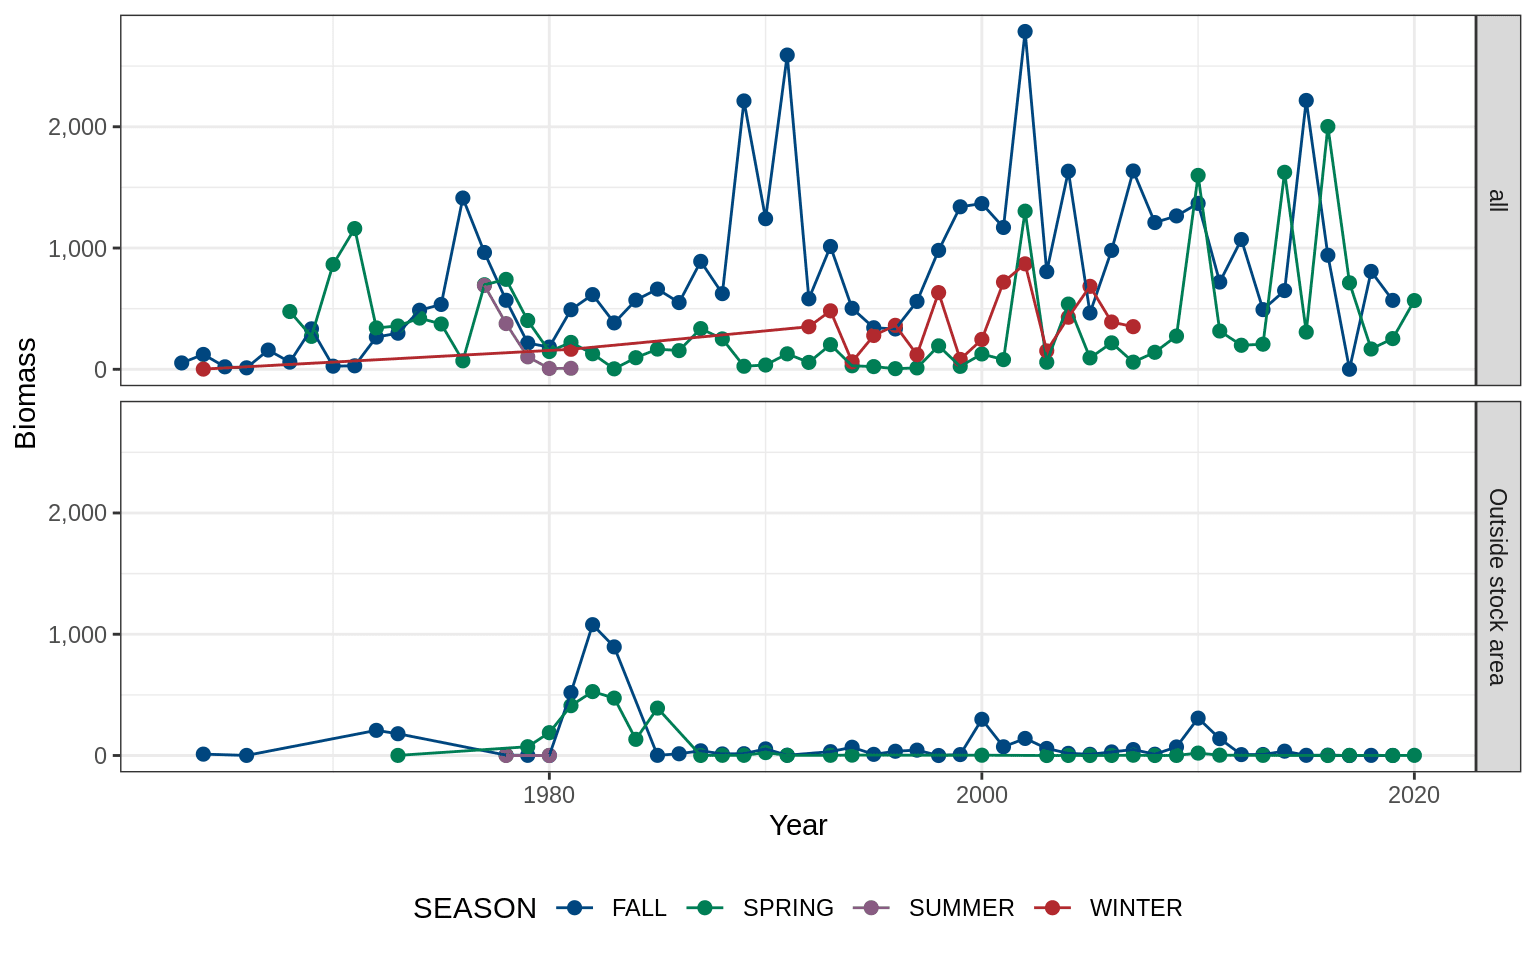 2,000
1,000
0
all
2,000
1,000
0
Outside stock area
Biomass
1980 2000 2020
Year
SEASON FALL SPRING SUMMER WINTER